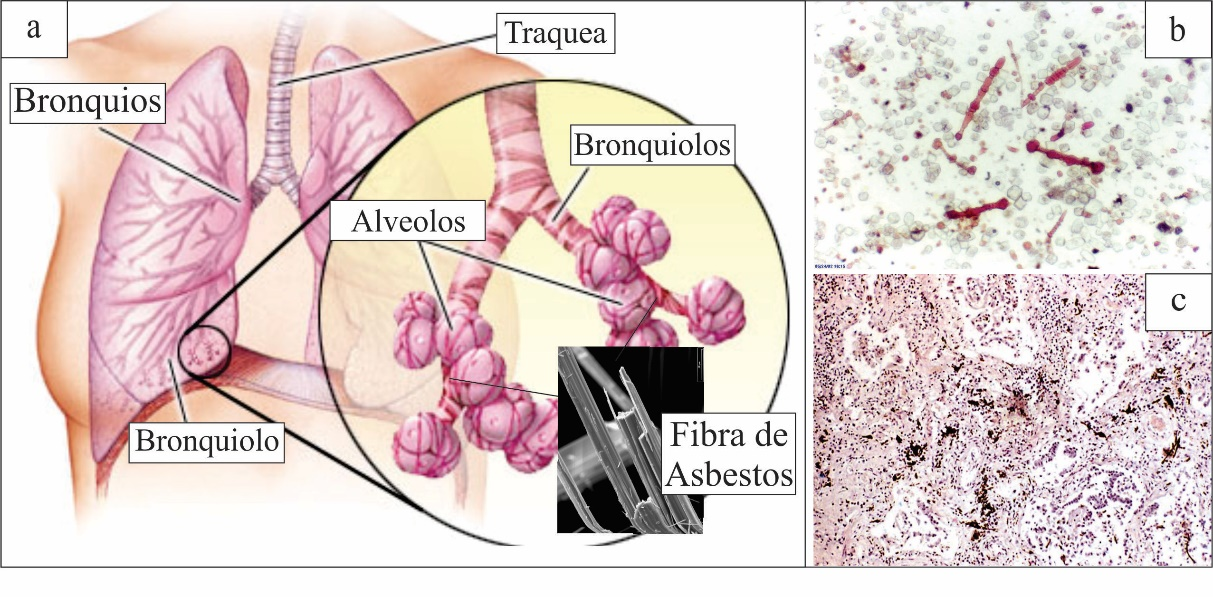 a
Traquea
Bronquios
Bronquiolos
Alveolos
Bronquiolo
Fibra de
Asbestos
b
c